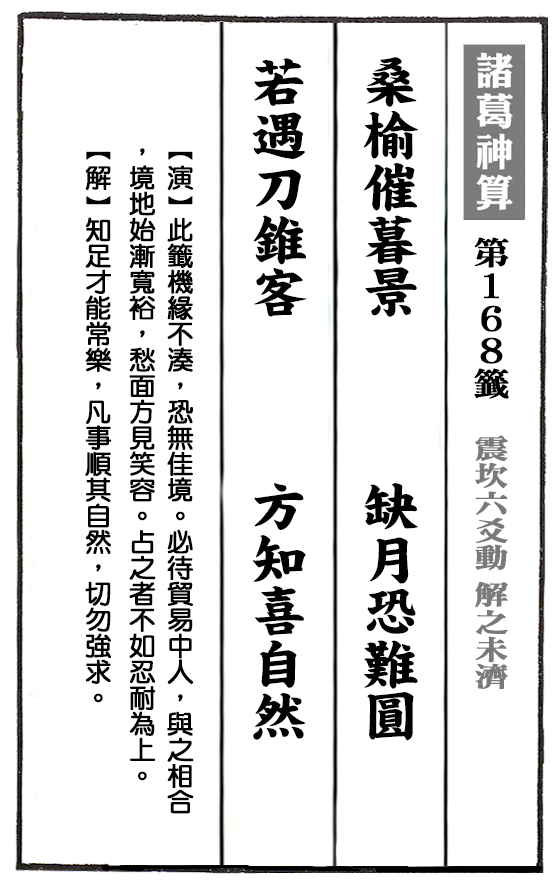 諸葛神算
第168籤
震坎六爻動 解之未濟
桑榆催暮景 缺月恐難圓
若遇刀錐客 方知喜自然
【演】此籤機緣不湊，恐無佳境。必待貿易中人，與之相合
，境地始漸寬裕，愁面方見笑容。占之者不如忍耐為上。
【解】知足才能常樂，凡事順其自然，切勿強求。